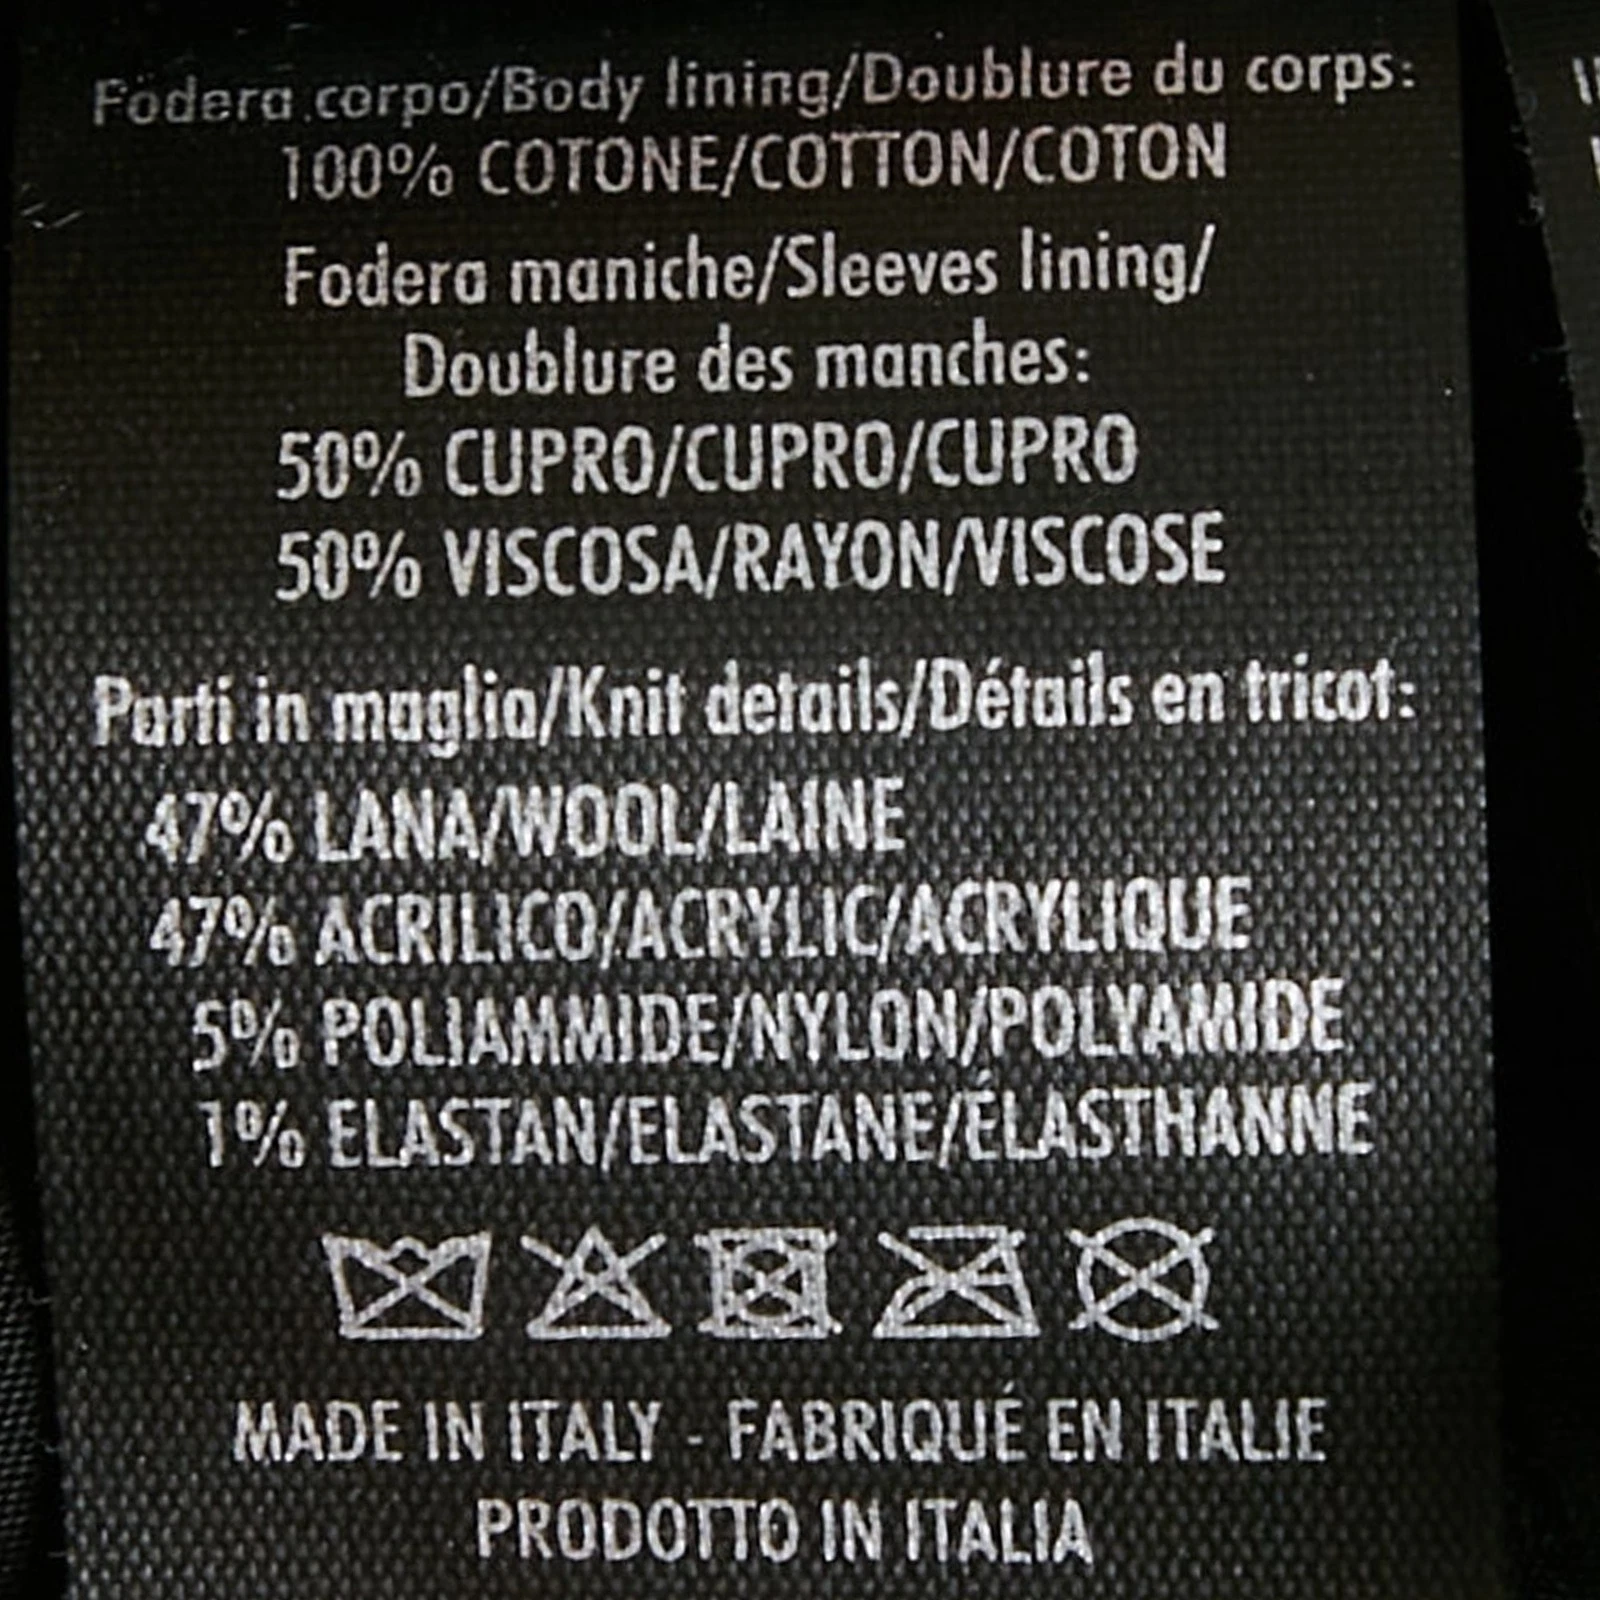 Fodera corpo/Body lining/Doublure du corps:
100% COTONE/COTTON/COTON
Fodera maniche/Sleeves lining/
Doublure des manches:
50% CUPRO/CUPRO/CUPRO
50% VISCOSA/RAYON/VISCOSE
Parti in maglia/Knit details/Détails en tricot:
47% LANA/WOOL/LAINE
47% ACRILICO/ACRYLIC/ACRYLIQUE
5% POLIAMMIDE/NYLON/POLYAMIDE
1% ELASTAN/ELASTANE/ÉLASTHANNE
MADE IN ITALY - FABRIQUÉ EN ITALIE
PRODOTTO IN ITALIA